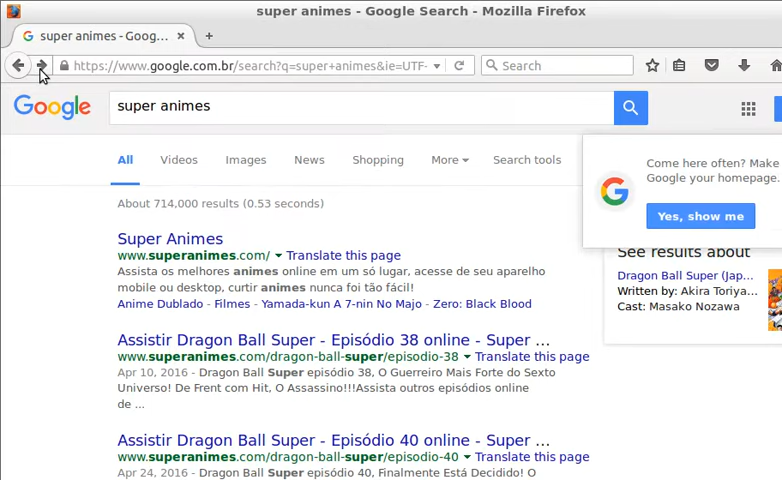 super animes - Google Search - Mozilla Firefox
super animes - Goog... × +
https://www.google.com.br/search?q=super+animes&ie=UTF- Search
Google super animes
All Videos Images News Shopping More Search tools
Come here often? Make
Google your homepage.
Yes, show me
About 714,000 results (0.53 seconds)
Super Animes
www.superanimes.com/ Translate this page
Assista os melhores animes online em um só lugar, acesse de seu aparelho
mobile ou desktop, curtir animes nunca foi tão fácil!
Anime Dublado - Filmes - Yamada-kun A 7-nin No Majo - Zero: Black Blood
Assistir Dragon Ball Super - Episódio 38 online - Super ...
www.superanimes.com/dragon-ball-super/episodio-38 Translate this page
Apr 10, 2016 - Dragon Ball Super episódio 38, O Guerreiro Mais Forte do Sexto
Universo! De Frent com Hit, O Assassino!!!Assista outros episódios online
de ...
Assistir Dragon Ball Super - Episódio 40 online - Super ...
www.superanimes.com/dragon-ball-super/episodio-40 Translate this page
Apr 24, 2016 - Dragon Ball Super episódio 40, Finalmente Está Decidido! O
See results about
Dragon Ball Super (Jap...
Written by: Akira Toriya...
Cast: Masako Nozawa